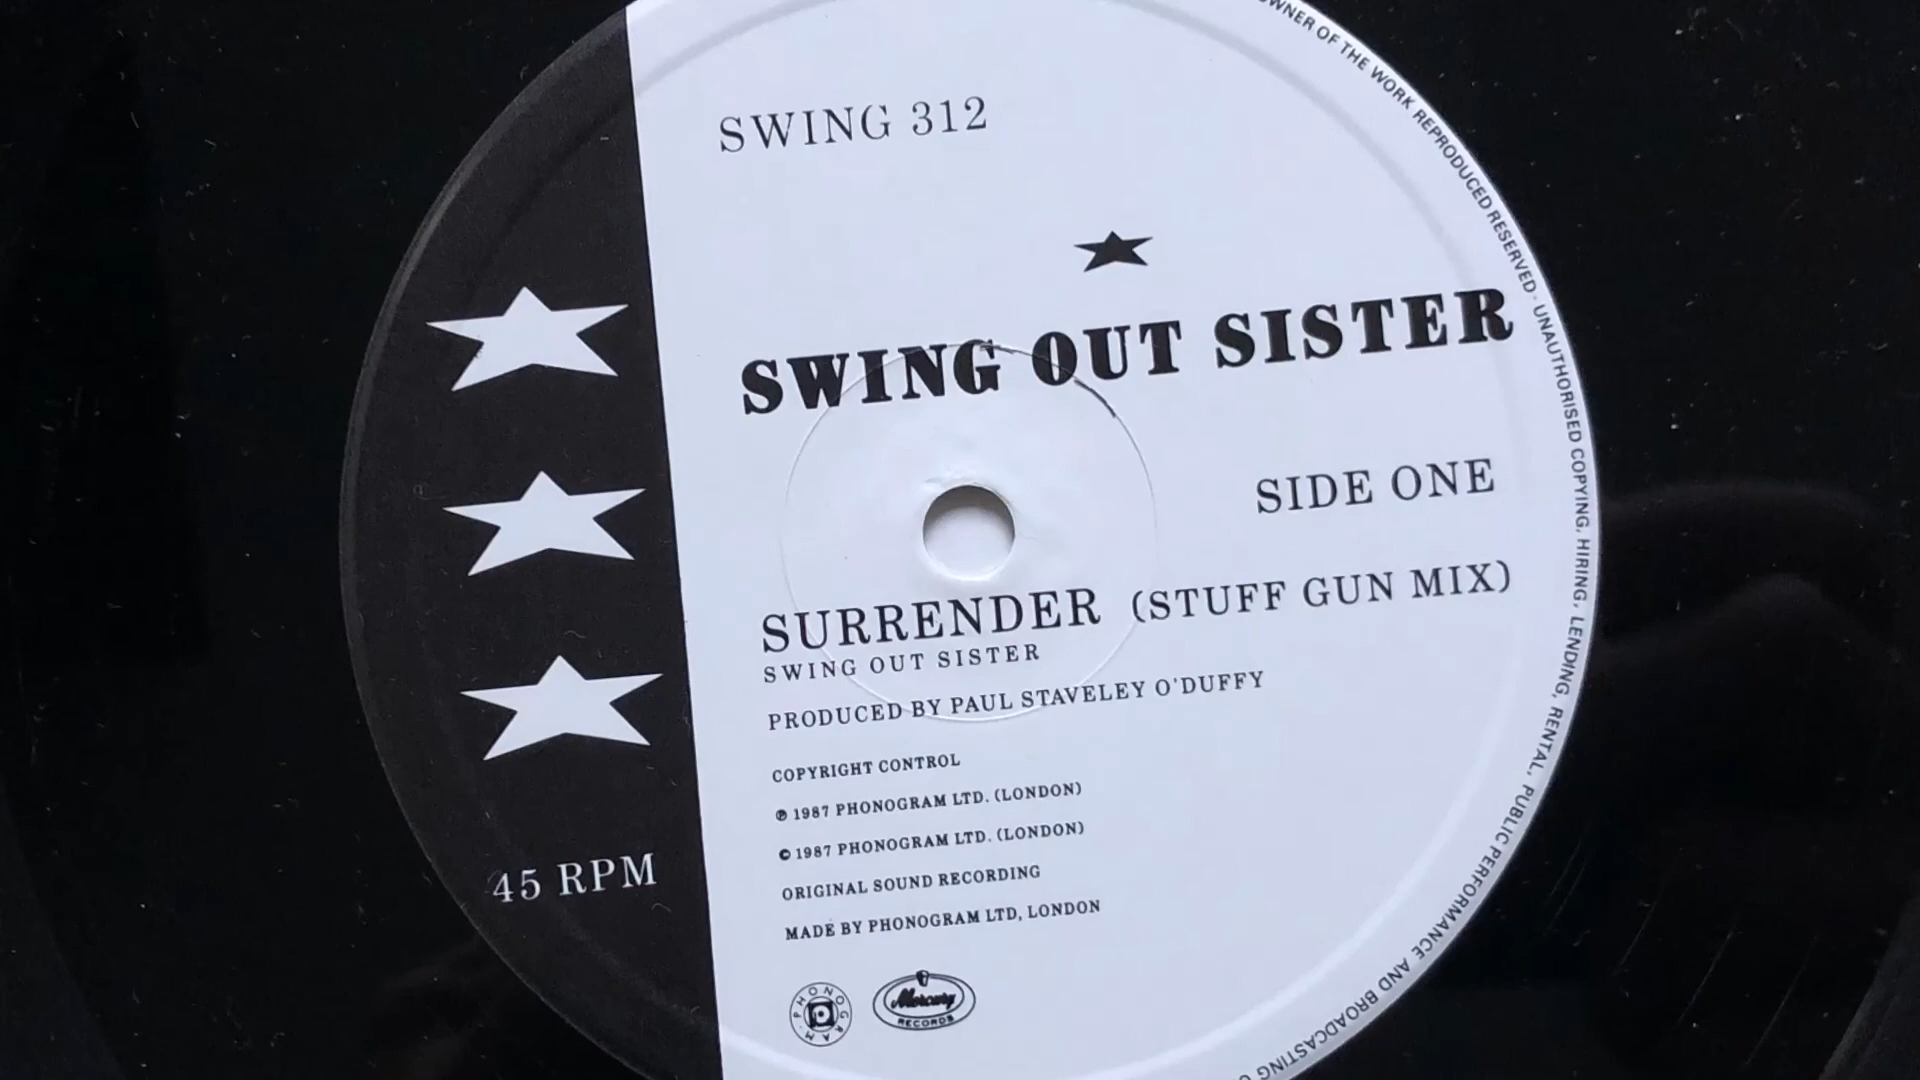 SWING 312
SWING OUT SISTER
SIDE ONE
SURRENDER (STUFF GUN MIX)
SWING OUT SISTER
PRODUCED BY PAUL STAVELEY O'DUFFY
COPYRIGHT CONTROL
℗ 1987 PHONOGRAM LTD. (LONDON)
© 1987 PHONOGRAM LTD. (LONDON)
ORIGINAL SOUND RECORDING
MADE BY PHONOGRAM LTD, LONDON
45 RPM
PHONOGRAM
Mercury
RECORDS
OWNER OF THE WORK REPRODUCED RESERVED · UNAUTHORISED COPYING, HIRING, LENDING, RENTAL, PUBLIC PERFORMANCE AND BROADCASTING